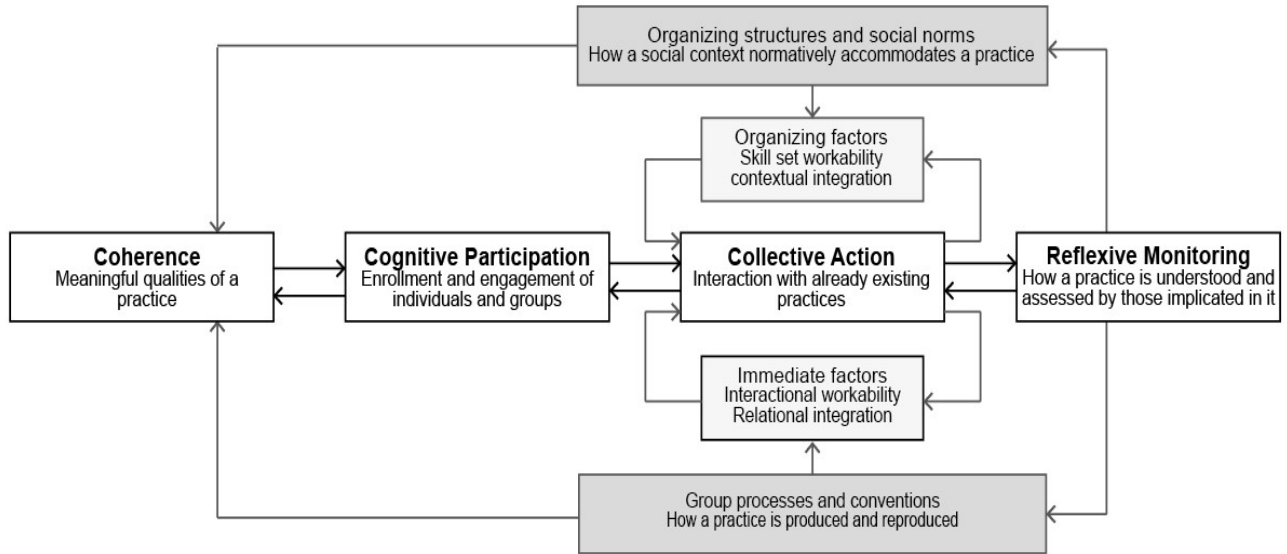 Organizing structures and social norms
How a social context normatively accommodates a practice
Organizing factors
Skill set workability
contextual integration
Coherence
Meaningful qualities of a
practice
Cognitive Participation
Enrollment and engagement of
individuals and groups
Collective Action
Interaction with already existing
practices
Reflexive Monitoring
How a practice is understood and
assessed by those implicated in it
Immediate factors
Interactional workability
Relational integration
Group processes and conventions
How a practice is produced and reproduced